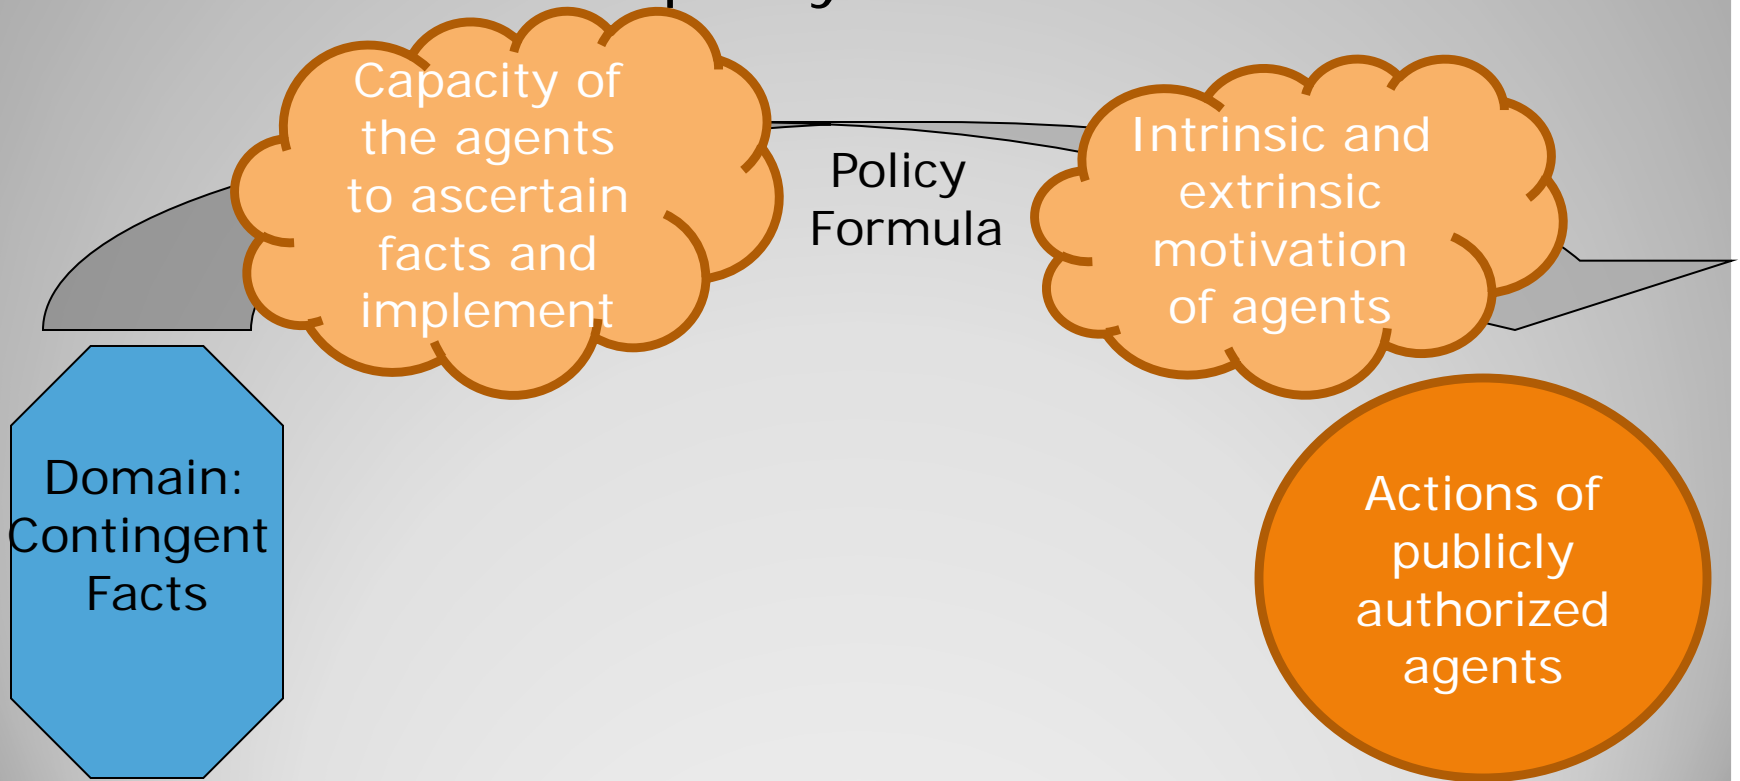 Capacity of
the agents
to ascertain
facts and
implement
Policy
Formula
Intrinsic and
extrinsic
motivation
of agents
Domain:
Contingent
Facts
Actions of
publicly
authorized
agents